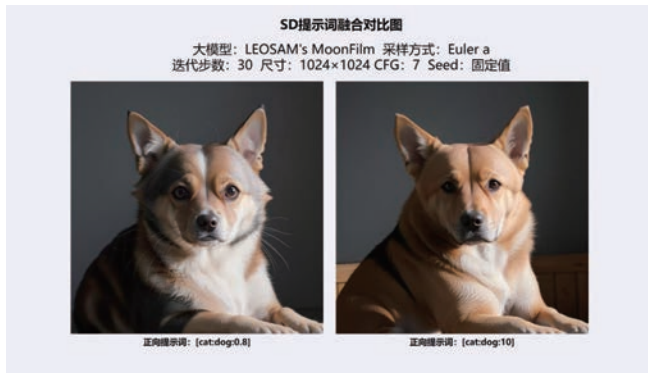 SD提示词融合对比图
大模型：LEOSAM's MoonFilm 采样方式：Euler a
迭代步数：30 尺寸：1024×1024 CFG：7 Seed：固定值
正向提示词：[cat:dog:0.8]
正向提示词：[cat:dog:10]